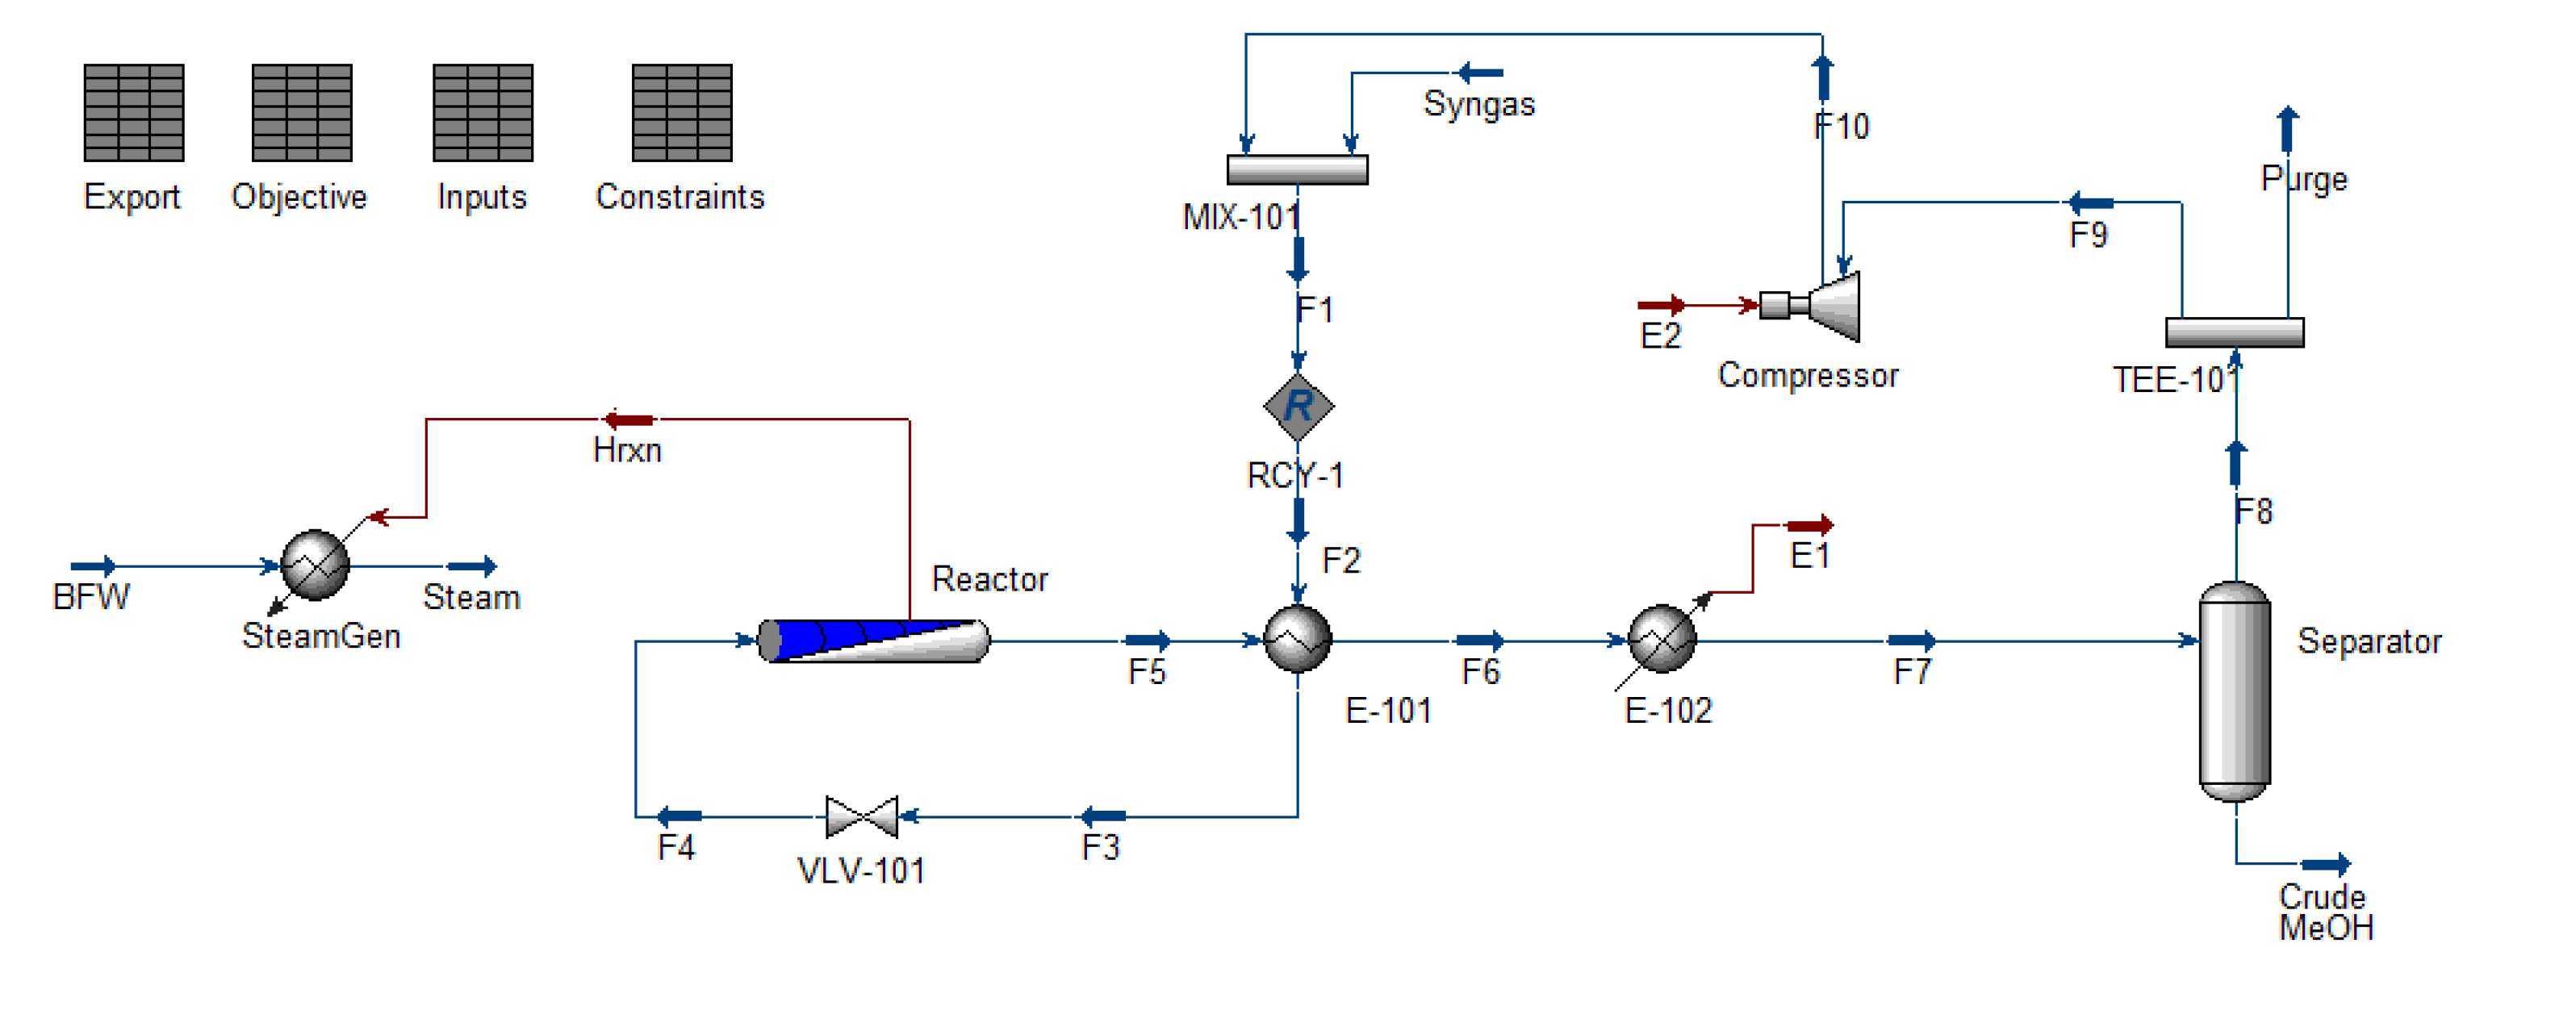 Syngas
F10
Purge
Export
Objective
Inputs
Constraints
MIX-101
F9
F1
E2
Compressor
TEE-101
Hrxn
RCY-1
F8
F2
E1
BFW
Steam
SteamGen
Reactor
F5
E-101
F6
E-102
F7
Separator
F4
VLV-101
F3
Crude
MeOH
R